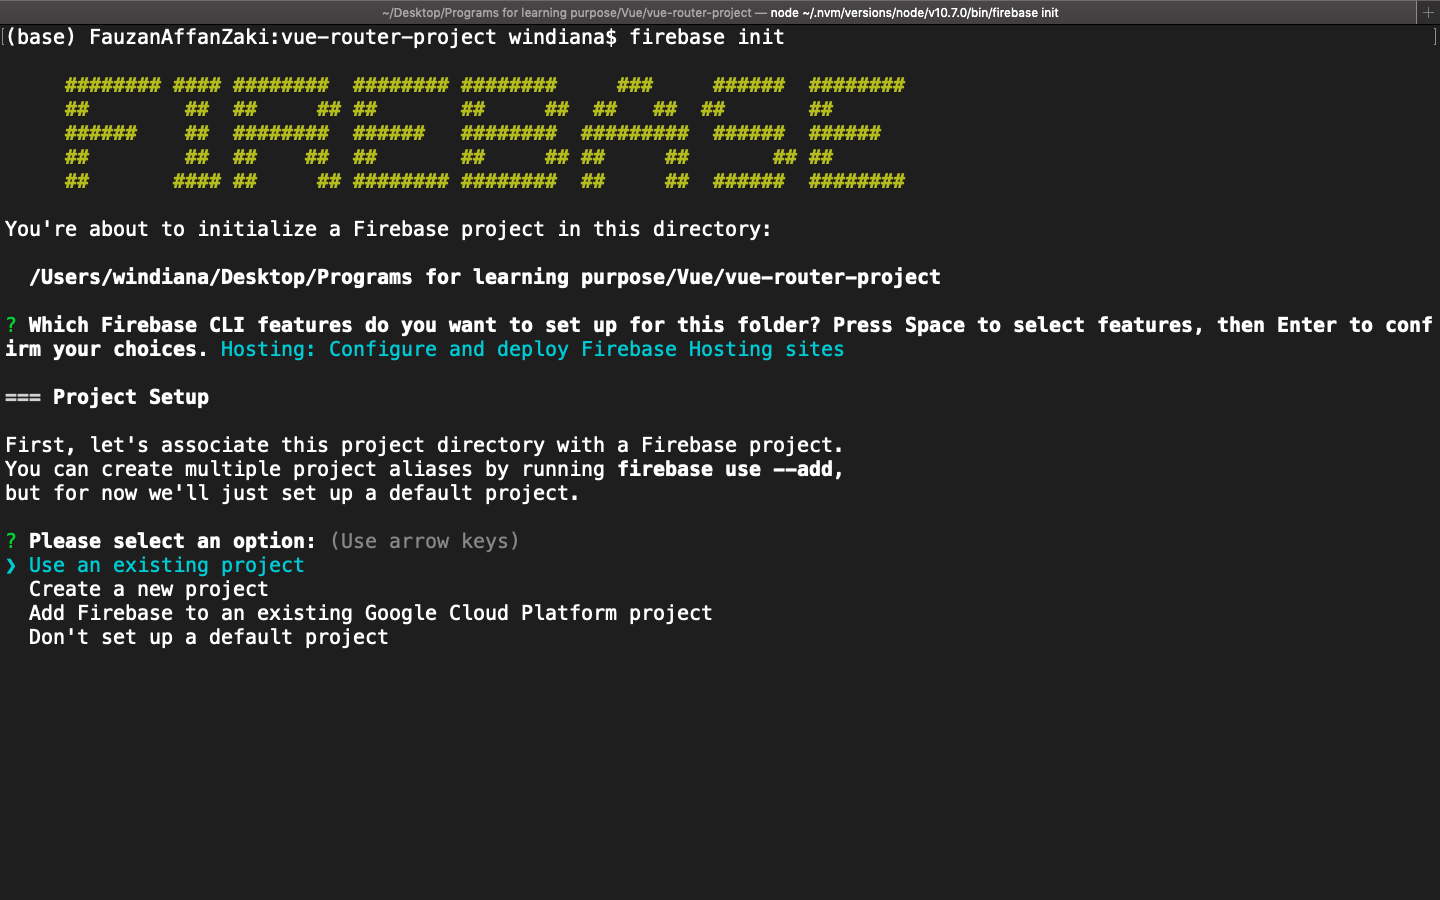 ~/Desktop/Programs for learning purpose/Vue/vue-router-project — node ~/.nvm/versions/node/v10.7.0/bin/firebase init
(base) FauzanAffanZaki:vue-router-project windiana$ firebase init
     ######## #### ########  ######## ########     ###     ######  ########
     ##        ##  ##     ## ##       ##     ##  ##   ##  ##       ##
     ######    ##  ########  ######   ########  #########  ######  ######
     ##        ##  ##    ##  ##       ##     ## ##     ##       ## ##
     ##       #### ##     ## ######## ########  ##     ##  ######  ########
You're about to initialize a Firebase project in this directory:
/Users/windiana/Desktop/Programs for learning purpose/Vue/vue-router-project
? Which Firebase CLI features do you want to set up for this folder? Press Space to select features, then Enter to conf
irm your choices. Hosting: Configure and deploy Firebase Hosting sites
=== Project Setup
First, let's associate this project directory with a Firebase project.
You can create multiple project aliases by running firebase use --add,
but for now we'll just set up a default project.
? Please select an option: (Use arrow keys)
❯ Use an existing project
Create a new project
Add Firebase to an existing Google Cloud Platform project
Don't set up a default project